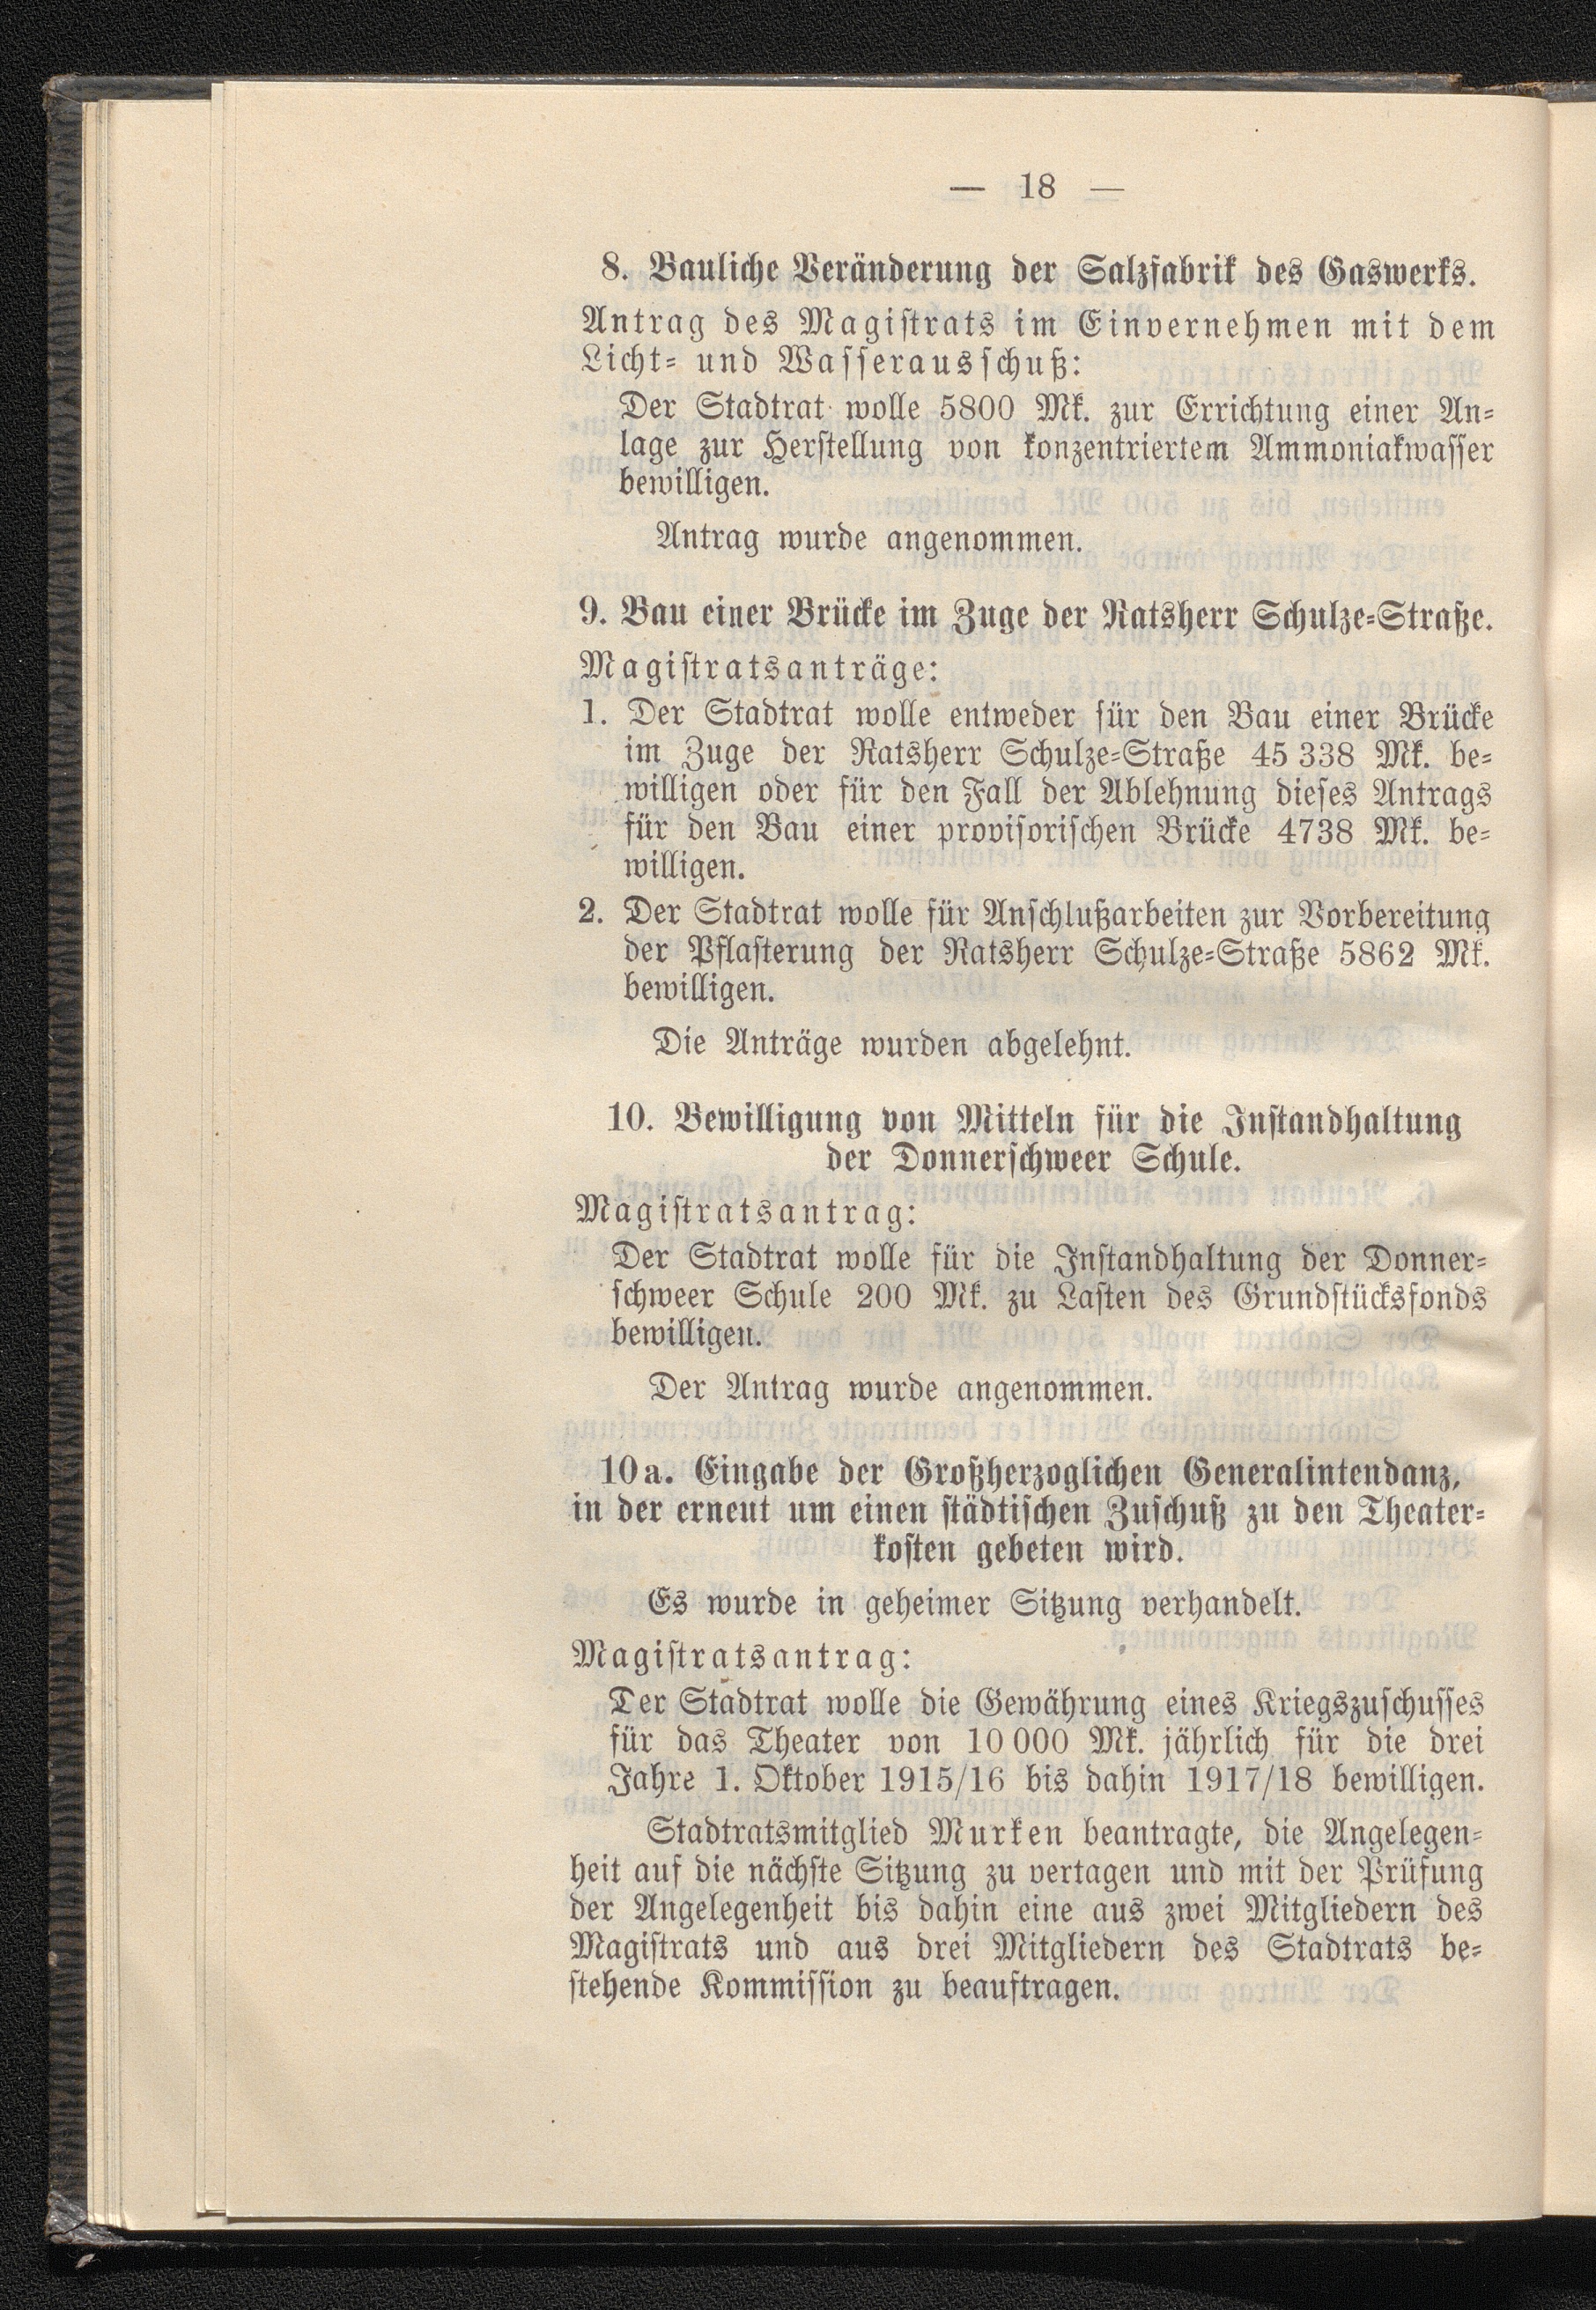 — 18 —
8. Bauliche Veränderung der Salzfabrik des Gaswerks.
Antrag des Magistrats im Einvernehmen mit dem
Licht- und Wasserausschuß:
Der Stadtrat wolle 5800 Mk. zur Errichtung einer An-
lage zur Herstellung von konzentriertem Ammoniakwasser
bewilligen.
Antrag wurde angenommen.
9. Bau einer Brücke im Zuge der Ratsherr Schulze-Straße.
Magistratsanträge:
1. Der Stadtrat wolle entweder für den Bau einer Brücke
im Zuge der Ratsherr Schulze-Straße 45 338 Mk. be-
willigen oder für den Fall der Ablehnung dieses Antrags
für den Bau einer provisorischen Brücke 4738 Mk. be-
willigen.
2. Der Stadtrat wolle für Anschlußarbeiten zur Vorbereitung
der Pflasterung der Ratsherr Schulze-Straße 5862 Mk.
bewilligen.
Die Anträge wurden abgelehnt.
10. Bewilligung von Mitteln für die Instandhaltung
der Donnerschweer Schule.
Magistratsantrag:
Der Stadtrat wolle für die Instandhaltung der Donner-
schweer Schule 200 Mk. zu Lasten des Grundstücksfonds
bewilligen.
Der Antrag wurde angenommen.
10a. Eingabe der Großherzoglichen Generalintendanz,
in der erneut um einen städtischen Zuschuß zu den Theater-
kosten gebeten wird.
Es wurde in geheimer Sitzung verhandelt.
Magistratsantrag:
Der Stadtrat wolle die Gewährung eines Kriegszuschusses
für das Theater von 10 000 Mk. jährlich für die drei
Jahre 1. Oktober 1915/16 bis dahin 1917/18 bewilligen.
Stadtratsmitglied Murken beantragte, die Angelegen-
heit auf die nächste Sitzung zu vertagen und mit der Prüfung
der Angelegenheit bis dahin eine aus zwei Mitgliedern des
Magistrats und aus drei Mitgliedern des Stadtrats be-
stehende Kommission zu beauftragen.